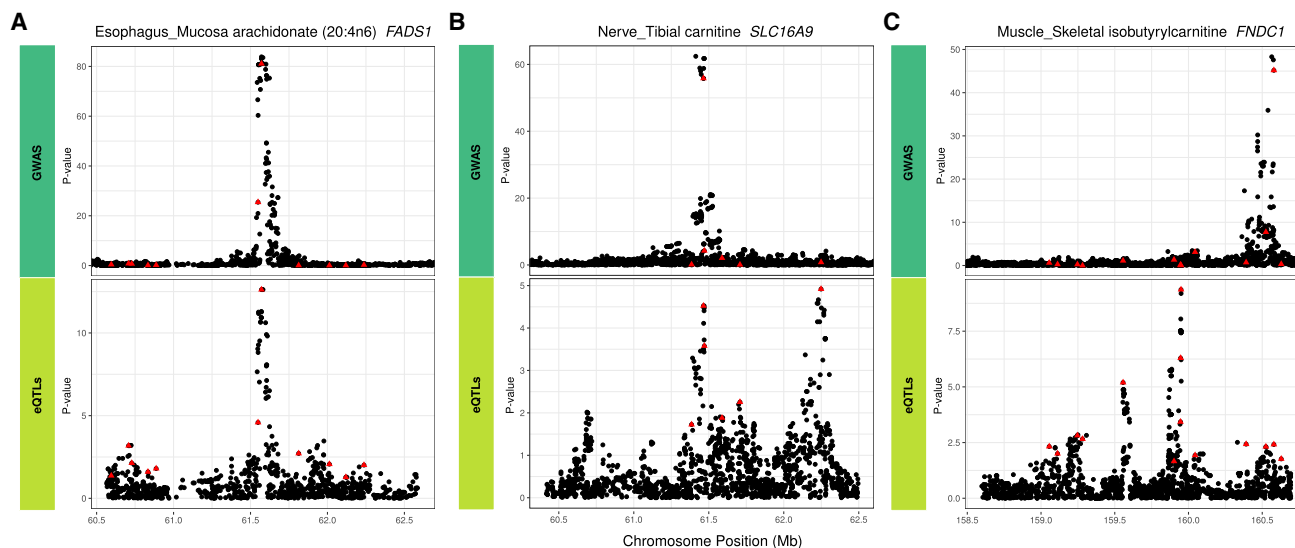 A
Esophagus_Mucosa arachidonate (20:4n6) FADS1
GWAS
P-value
80
60
40
20
0
eQTLs
P-value
10
5
0
60.5 61.0 61.5 62.0 62.5
B
Nerve_Tibial carnitine SLC16A9
GWAS
P-value
60
40
20
0
eQTLs
P-value
5
4
3
2
1
0
60.5 61.0 61.5 62.0 62.5
Chromosome Position (Mb)
C
Muscle_Skeletal isobutyrylcarnitine FNDC1
GWAS
P-value
50
40
30
20
10
0
eQTLs
P-value
7.5
5.0
2.5
0.0
158.5 159.0 159.5 160.0 160.5